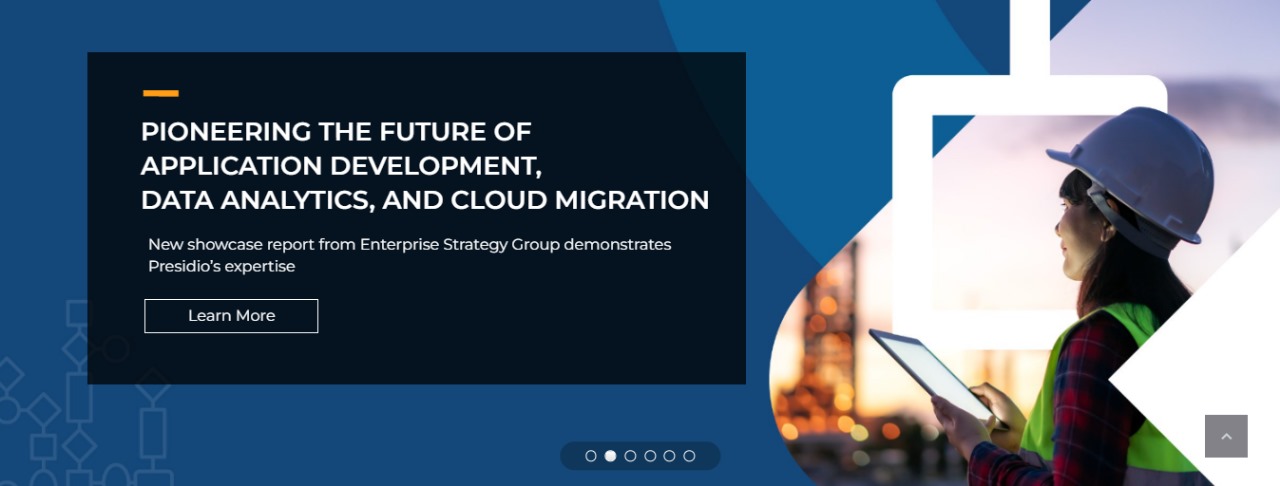 PIONEERING THE FUTURE OF
APPLICATION DEVELOPMENT,
DATA ANALYTICS, AND CLOUD MIGRATION
New showcase report from Enterprise Strategy Group demonstrates
Presidio’s expertise
Learn More